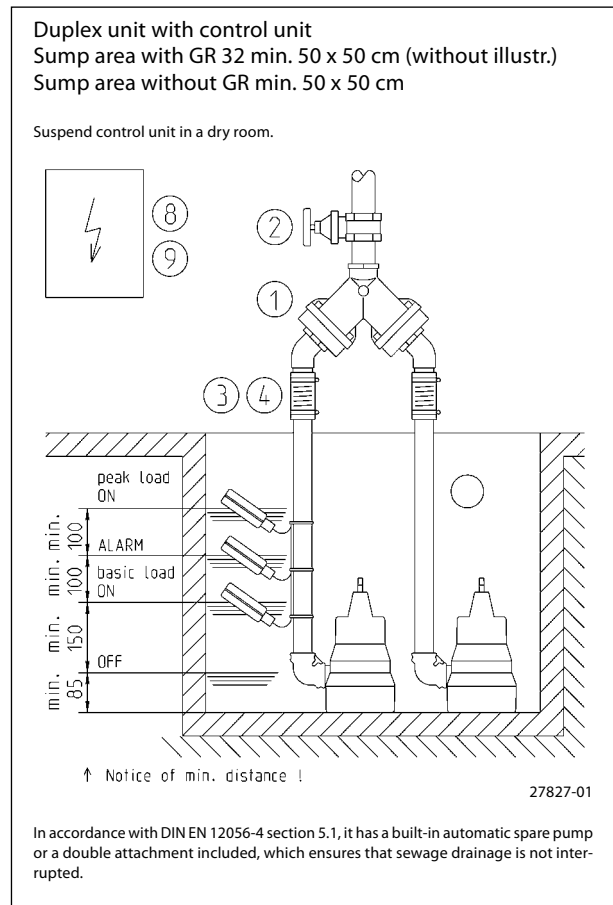 Duplex unit with control unit
Sump area with GR 32 min. 50 x 50 cm (without illustr.)
Sump area without GR min. 50 x 50 cm
Suspend control unit in a dry room.
8
9
2
1
3 4
peak load
ON
min. 100
ALARM
min. 100
basic load
ON
min. 150
OFF
min. 85
↑ Notice of min. distance !
27827-01
In accordance with DIN EN 12056-4 section 5.1, it has a built-in automatic spare pump
or a double attachment included, which ensures that sewage drainage is not inter-
rupted.